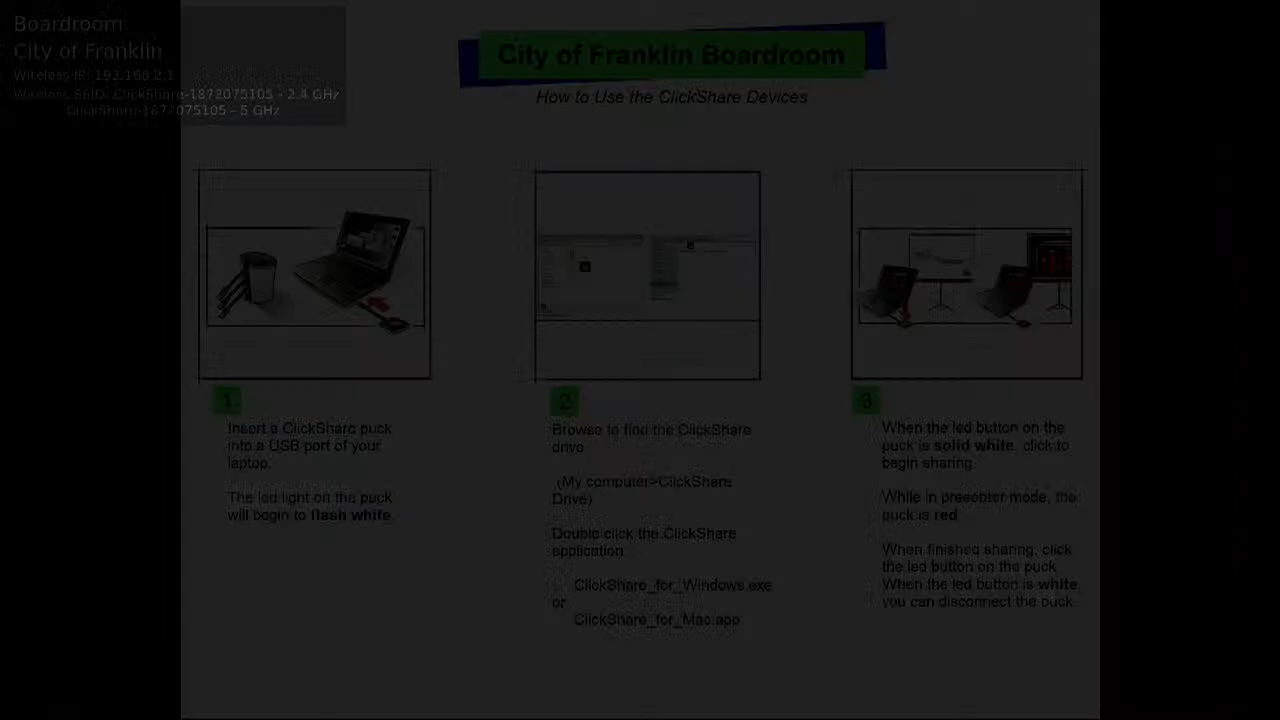 Boardroom
City of Franklin
Wireless IP: 192.168.2.1
Wireless SSID: ClickShare-1872075105 - 2.4 GHz
ClickShare-1872075105 - 5 GHz
City of Franklin Boardroom
How to Use the ClickShare Devices
1
Insert a ClickShare puck
into a USB port of your
laptop.
The led light on the puck
will begin to flash white.
2
Browse to find the ClickShare
drive
(My computer>ClickShare
Drive)
Double click the ClickShare
application.
ClickShare_for_Windows.exe
or
ClickShare_for_Mac.app
3
When the led button on the
puck is solid white, click to
begin sharing.
While in presenter mode, the
puck is red.
When finished sharing, click
the led button on the puck.
When the led button is white
you can disconnect the puck.